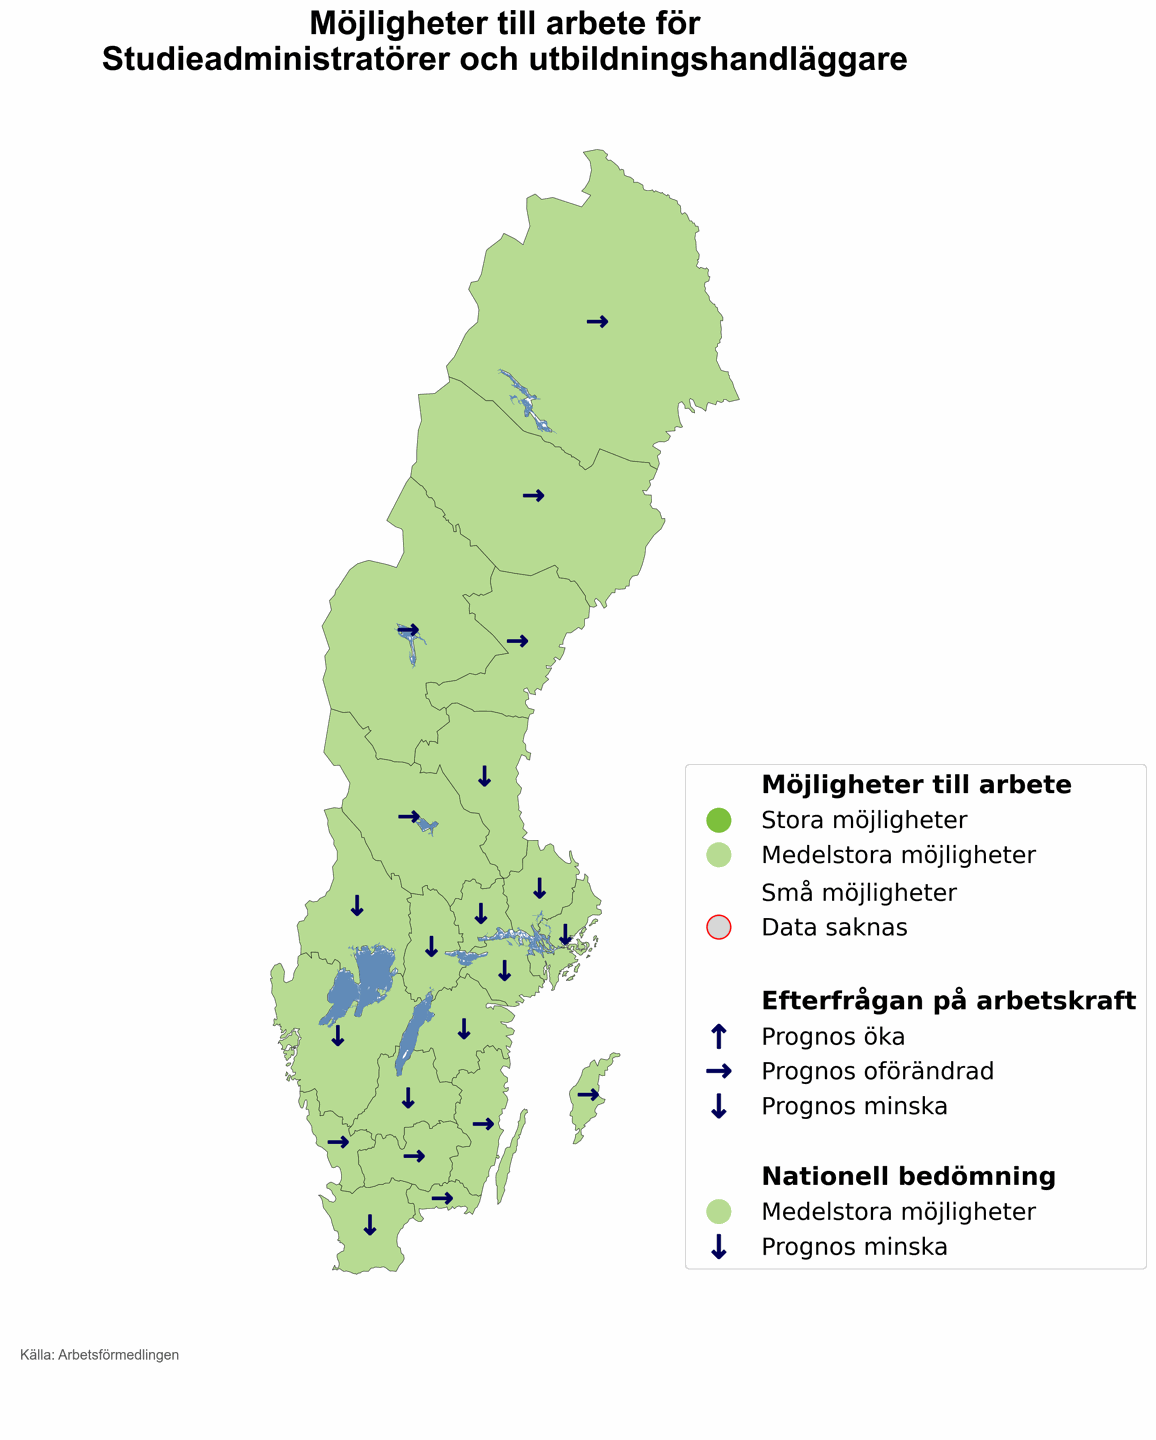 Möjligheter till arbete för
Studieadministratörer och utbildningshandläggare
Möjligheter till arbete
Stora möjligheter
Medelstora möjligheter
Små möjligheter
Data saknas
Efterfrågan på arbetskraft
Prognos öka
Prognos oförändrad
Prognos minska
Nationell bedömning
Medelstora möjligheter
Prognos minska
Källa: Arbetsförmedlingen